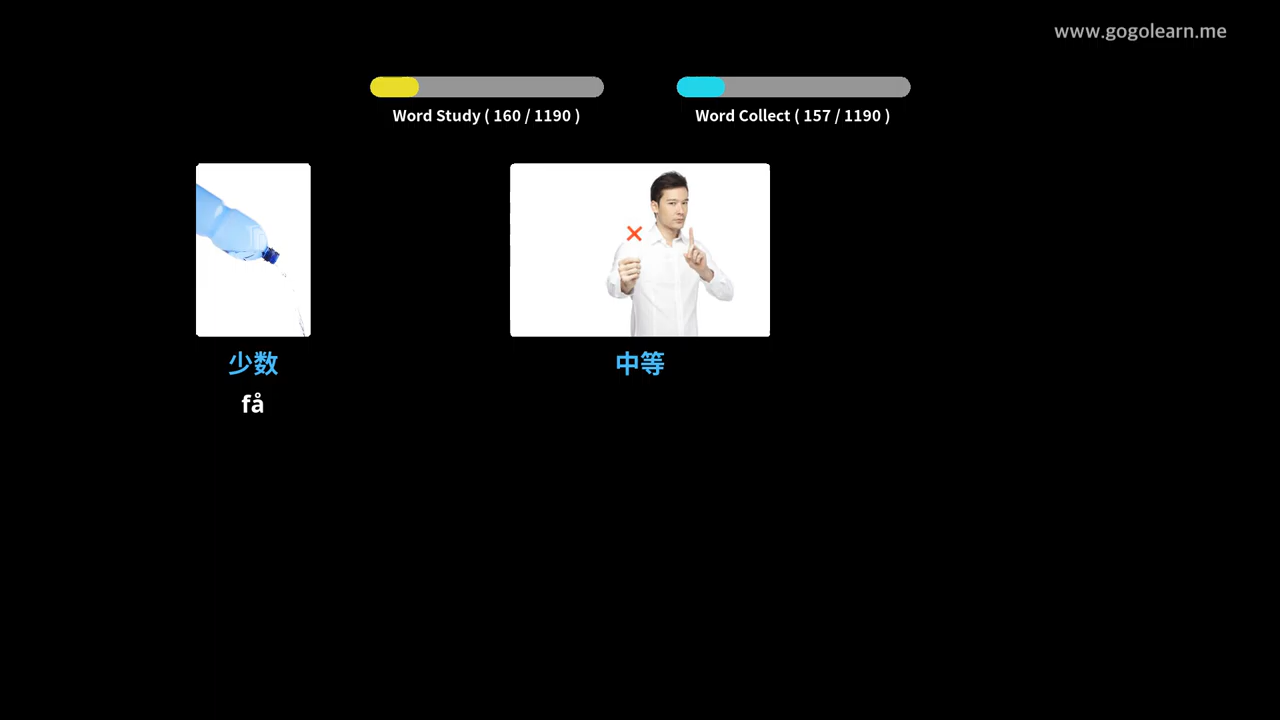 www.gogolearn.me
Word Study ( 160 / 1190 )
Word Collect ( 157 / 1190 )
少数
få
中等